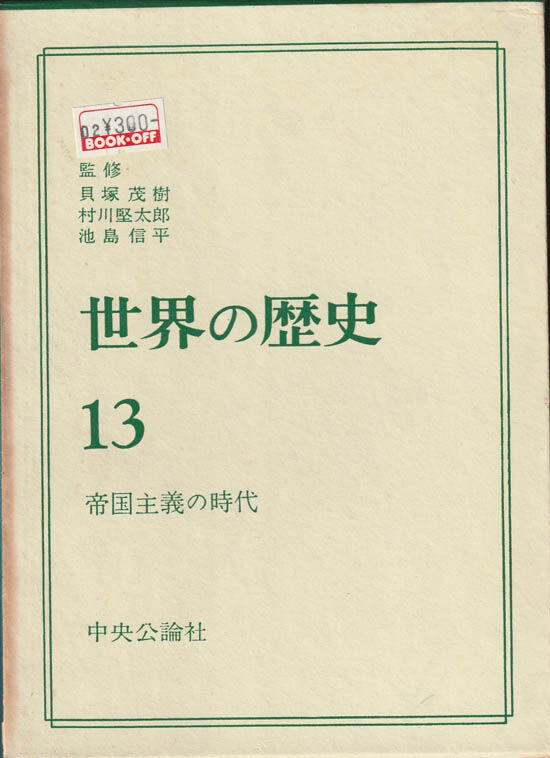 02¥300-
BOOK・OFF
監修
貝塚茂樹
村川堅太郎
池島信平
世界の歴史
13
帝国主義の時代
中央公論社